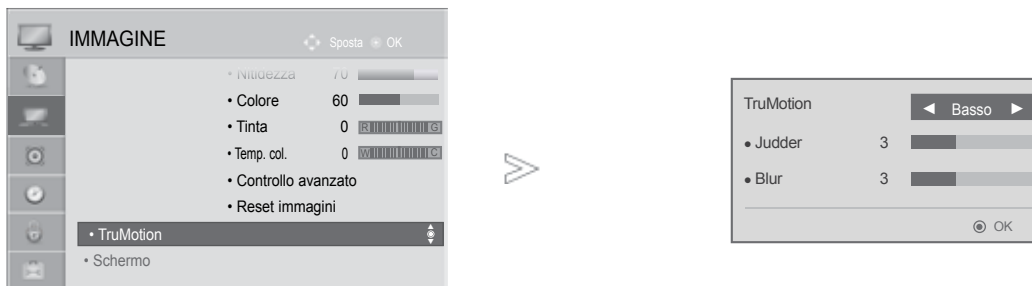 IMMAGINE
Sposta OK
• Nitidezza 70
• Colore 60
• Tinta 0 R G
• Temp. col. 0 W C
• Controllo avanzato
• Reset immagini
• TruMotion
• Schermo
TruMotion ◄ Basso ►
• Judder 3
• Blur 3
OK